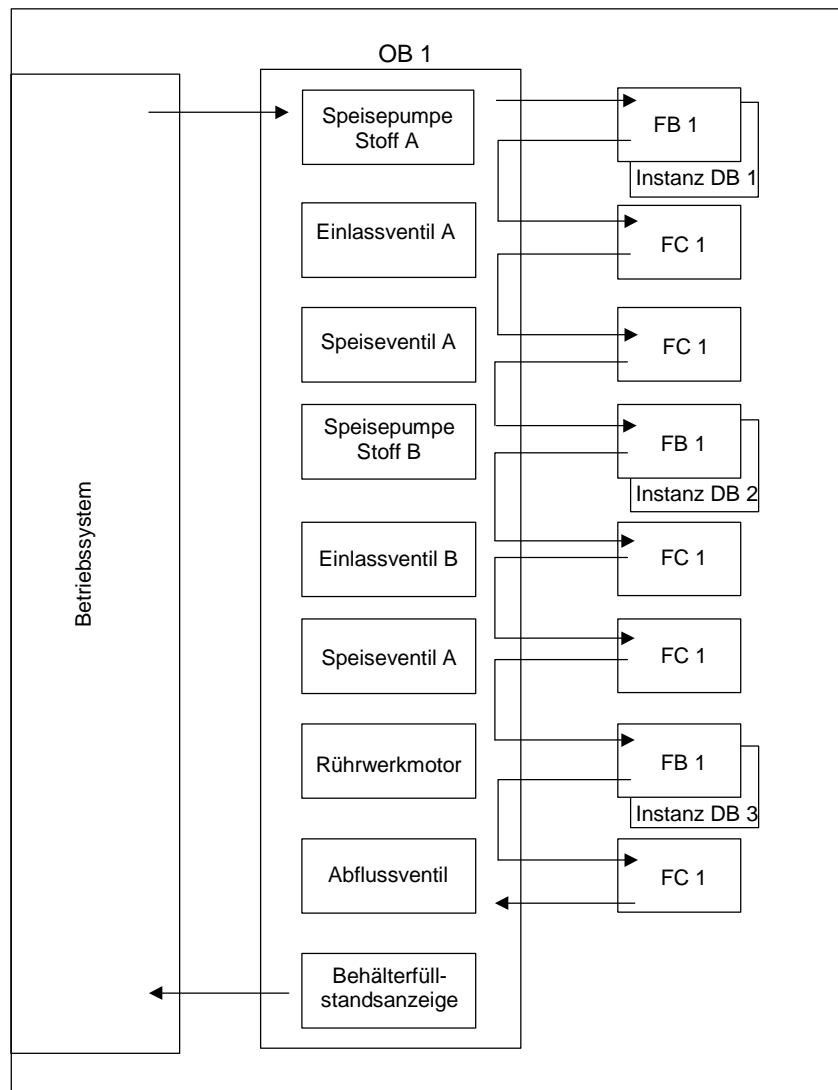 OB 1
Speisepumpe
Stoff A
FB 1
Instanz DB 1
Einlassventil A
FC 1
Speiseventil A
FC 1
Speisepumpe
Stoff B
FB 1
Instanz DB 2
Betriebssystem
Einlassventil B
FC 1
Speiseventil A
FC 1
Rührwerkmotor
FB 1
Instanz DB 3
Abflussventil
FC 1
Behälterfüll-
standsanzeige